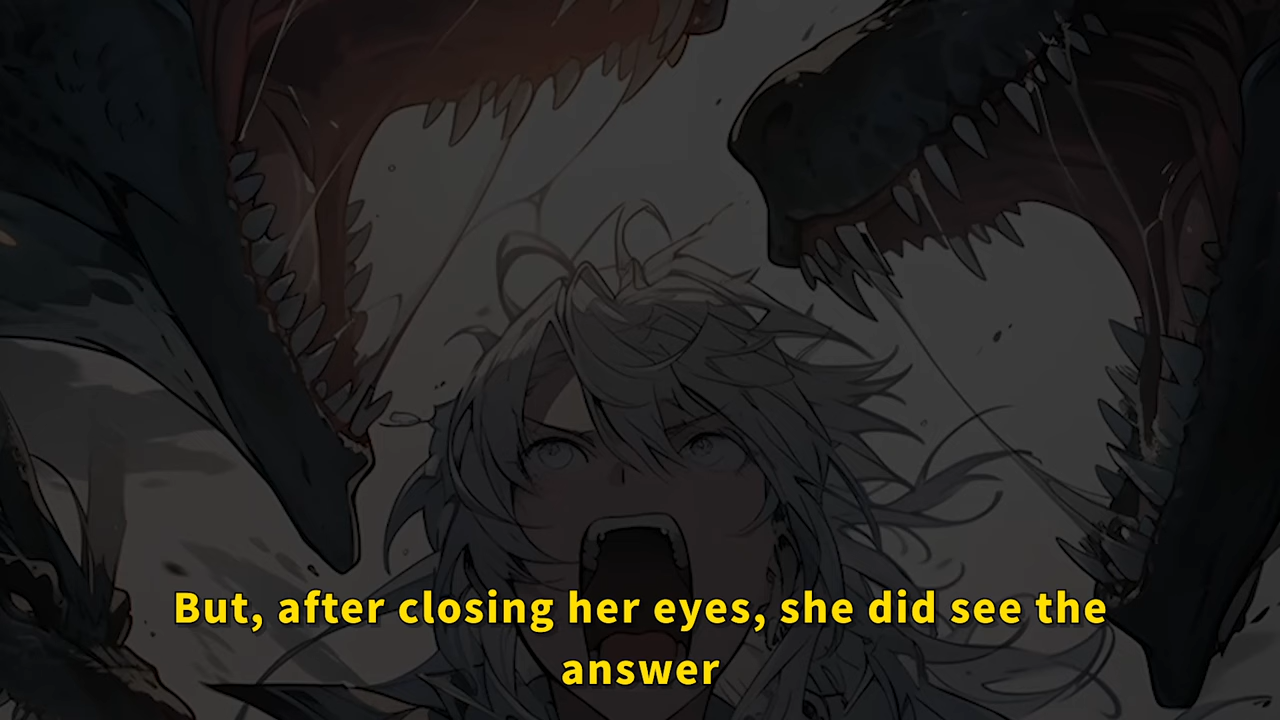 But, after closing her eyes, she did see the
answer